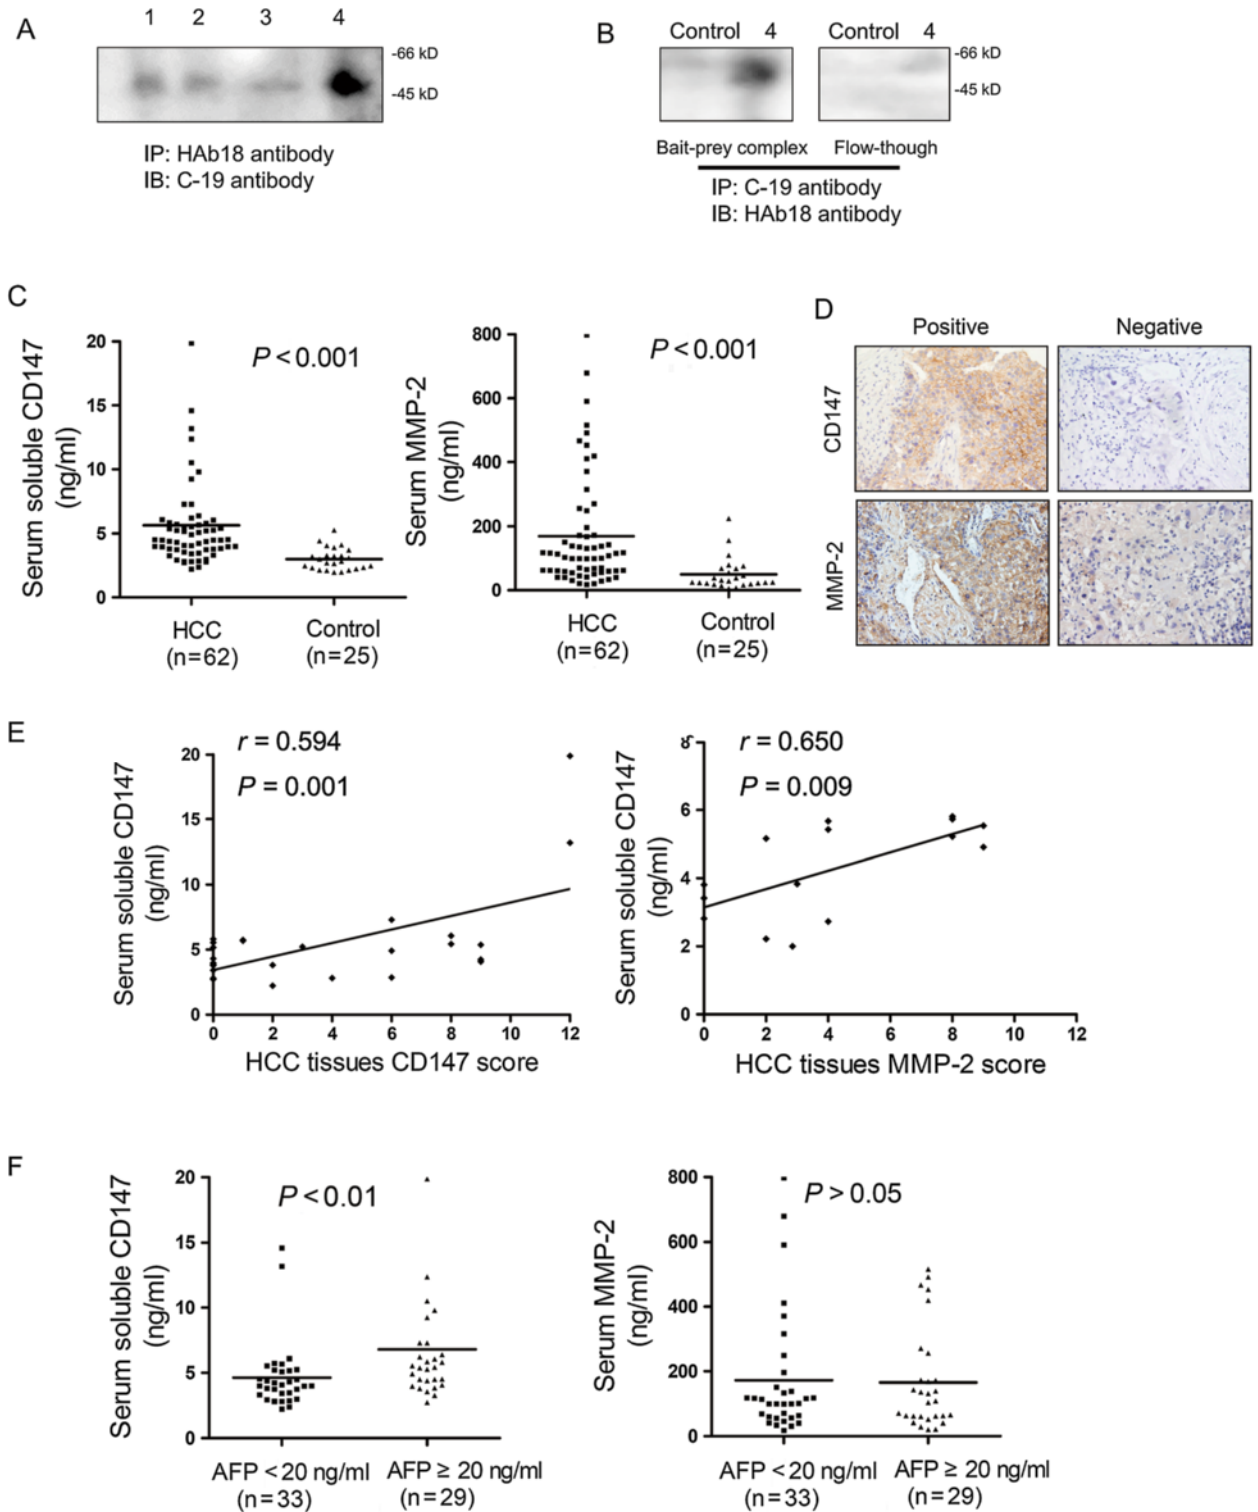 A
1 2 3 4
-66 kD
-45 kD
IP: HAb18 antibody
IB: C-19 antibody
B
Control 4 Control 4
-66 kD
-45 kD
Bait-prey complex Flow-though
IP: C-19 antibody
IB: HAb18 antibody
C
Serum soluble CD147
(ng/ml)
20
15
10
5
0
P < 0.001
HCC
(n=62)
Control
(n=25)
Serum MMP-2
(ng/ml)
800
600
400
200
0
P < 0.001
HCC
(n=62)
Control
(n=25)
D
Positive Negative
CD147
MMP-2
E
Serum soluble CD147
(ng/ml)
20
15
10
5
0
r = 0.594
P = 0.001
0 2 4 6 8 10 12
HCC tissues CD147 score
Serum soluble CD147
(ng/ml)
8
6
4
2
0
r = 0.650
P = 0.009
0 2 4 6 8 10 12
HCC tissues MMP-2 score
F
Serum soluble CD147
(ng/ml)
20
15
10
5
0
P < 0.01
AFP < 20 ng/ml
(n=33)
AFP ≥ 20 ng/ml
(n=29)
Serum MMP-2
(ng/ml)
800
600
400
200
0
P > 0.05
AFP < 20 ng/ml
(n=33)
AFP ≥ 20 ng/ml
(n=29)